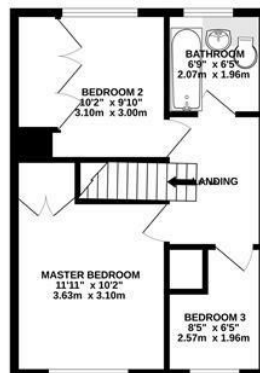 BATHROOM
6'9" x 6'5"
2.07m x 1.96m
BEDROOM 2
10'2" x 9'10"
3.10m x 3.00m
LANDING
MASTER BEDROOM
11'11" x 10'2"
3.63m x 3.10m
BEDROOM 3
8'5" x 6'5"
2.57m x 1.96m